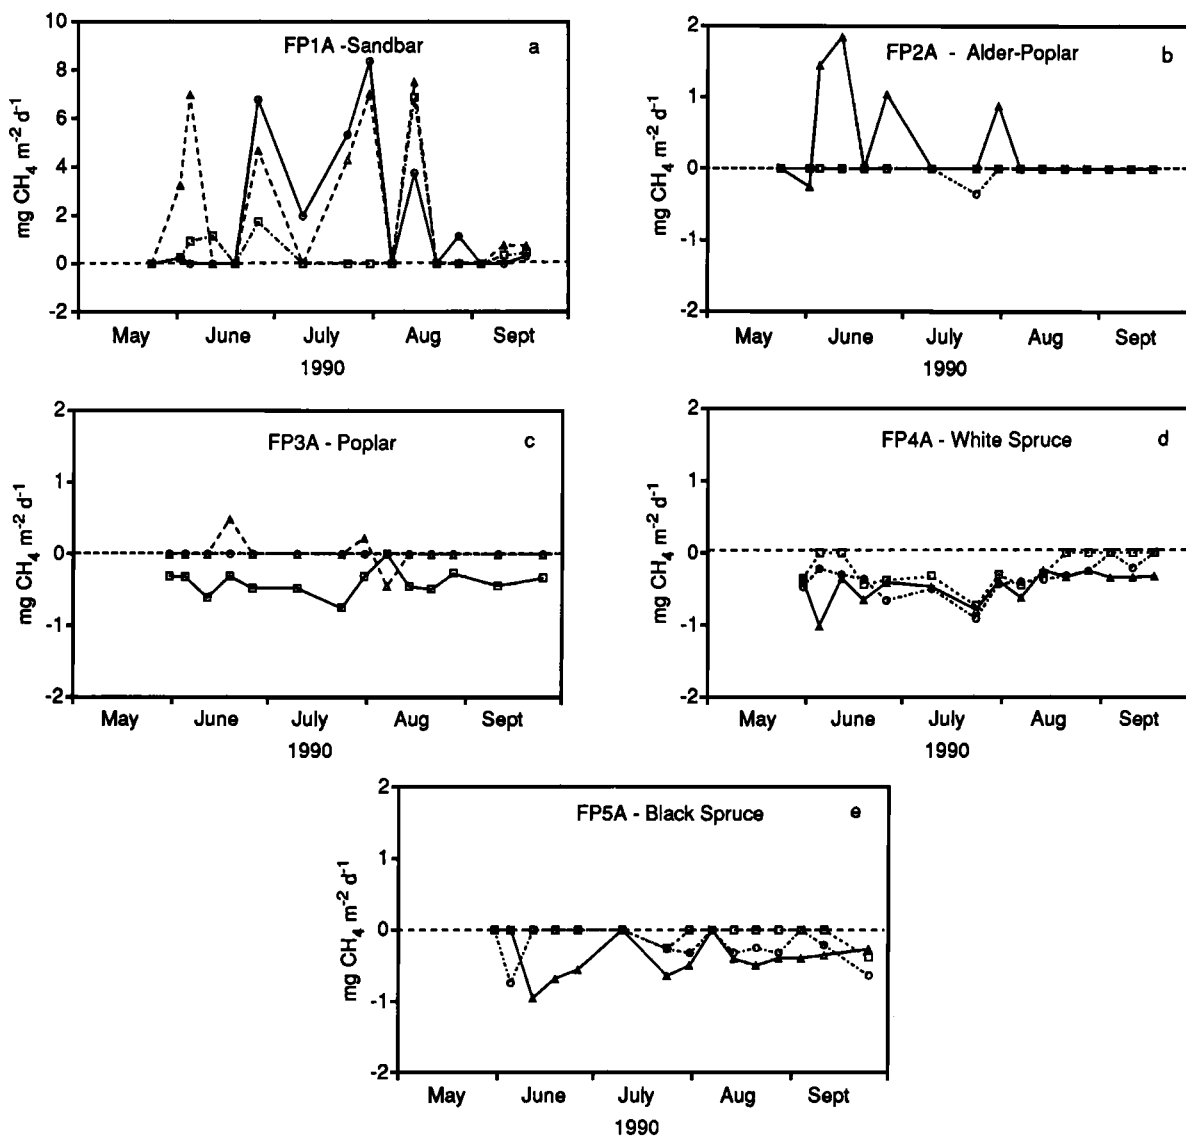 FP1A -Sandbar
a
10
8
6
4
2
0
-2
mg CH4 m-2 d-1
May June July Aug Sept
1990
FP2A - Alder-Poplar
b
2
1
0
-1
-2
mg CH4 m-2 d-1
May June July Aug Sept
1990
FP3A - Poplar
c
2
1
0
-1
-2
mg CH4 m-2 d-1
May June July Aug Sept
1990
FP4A - White Spruce
d
2
1
0
-1
-2
mg CH4 m-2 d-1
May June July Aug Sept
1990
FP5A - Black Spruce
e
2
1
0
-1
-2
mg CH4 m-2 d-1
May June July Aug Sept
1990